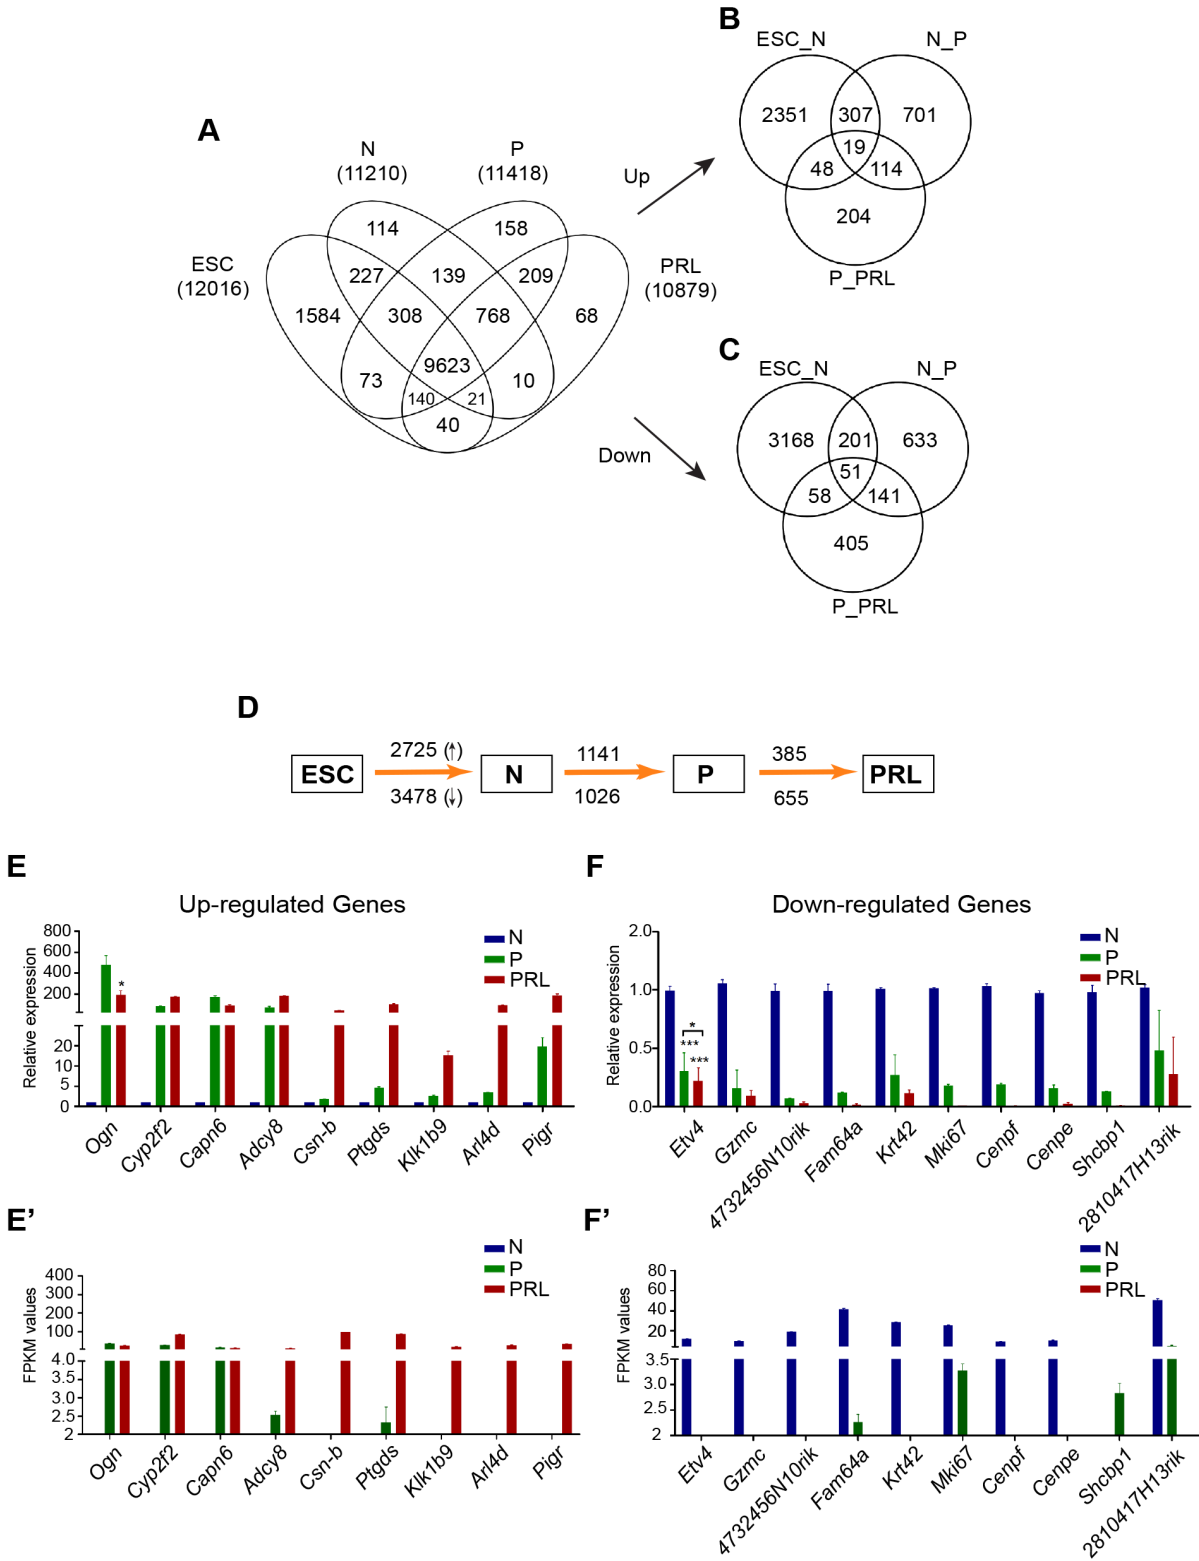 A
N
(11210)
P
(11418)
ESC
(12016)
PRL
(10879)
114
158
227
139
209
1584
308
768
68
9623
73
10
140
21
40
Up
Down
B
ESC_N
N_P
2351
307
701
19
48
114
204
P_PRL
C
ESC_N
N_P
3168
201
633
51
58
141
405
P_PRL
D
2725 (↑)
1141
385
ESC
N
P
PRL
3478 (↓)
1026
655
E
Up-regulated Genes
Relative expression
800
600
400
200
20
10
5
0
N
P
PRL
*
Ogn
Cyp2f2
Capn6
Adcy8
Csn-b
Ptgds
Klk1b9
Arl4d
Pigr
F
Down-regulated Genes
Relative expression
2.0
1.0
0.5
0.0
N
P
PRL
*
***
***
Etv4
Gzmc
4732456N10rik
Fam64a
Krt42
Mki67
Cenpf
Cenpe
Shcbp1
2810417H13rik
E’
FPKM values
400
300
200
100
4.0
3.5
3.0
2.5
2
N
P
PRL
Ogn
Cyp2f2
Capn6
Adcy8
Csn-b
Ptgds
Klk1b9
Arl4d
Pigr
F’
FPKM values
80
60
40
20
3.5
3.0
2.5
2
N
P
PRL
Etv4
Gzmc
4732456N10rik
Fam64a
Krt42
Mki67
Cenpf
Cenpe
Shcbp1
2810417H13rik